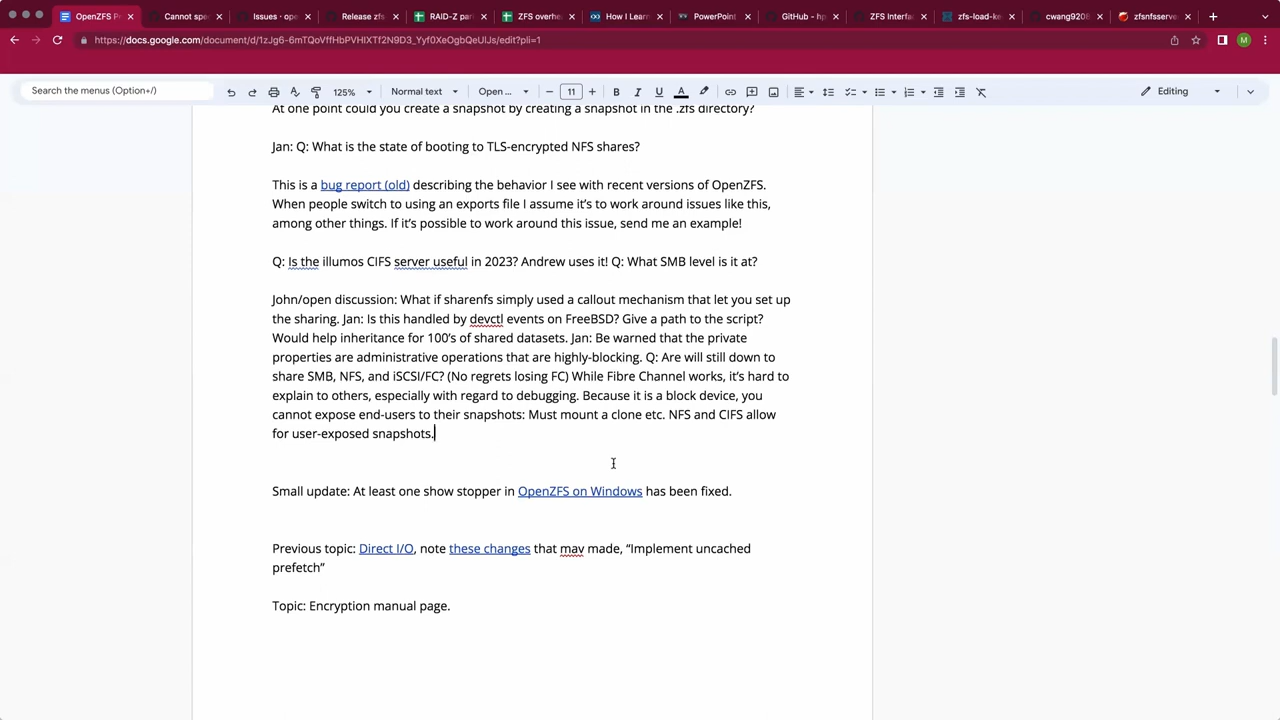 OpenZFS P
Cannot spe
Issues · ope
Release zfs
RAID-Z par
ZFS overhe
How I Learn
PowerPoint
GitHub - hp
ZFS Interfa
zfs-load-ke
cwang9208
zfsnfsserve
https://docs.google.com/document/d/1zJg6-6mTQoVffHbPVHIXTf2N9D3_Yyf0XeOgbQeUlJs/edit?pli=1
M
Search the menus (Option+/)
125%
Normal text
Open ...
11
B I U A
Editing
At one point could you create a snapshot by creating a snapshot in the .zfs directory?
Jan: Q: What is the state of booting to TLS-encrypted NFS shares?
This is a bug report (old) describing the behavior I see with recent versions of OpenZFS.
When people switch to using an exports file I assume it's to work around issues like this,
among other things. If it's possible to work around this issue, send me an example!
Q: Is the illumos CIFS server useful in 2023? Andrew uses it! Q: What SMB level is it at?
John/open discussion: What if sharenfs simply used a callout mechanism that let you set up
the sharing. Jan: Is this handled by devctl events on FreeBSD? Give a path to the script?
Would help inheritance for 100's of shared datasets. Jan: Be warned that the private
properties are administrative operations that are highly-blocking. Q: Are will still down to
share SMB, NFS, and iSCSI/FC? (No regrets losing FC) While Fibre Channel works, it's hard to
explain to others, especially with regard to debugging. Because it is a block device, you
cannot expose end-users to their snapshots: Must mount a clone etc. NFS and CIFS allow
for user-exposed snapshots.
Small update: At least one show stopper in OpenZFS on Windows has been fixed.
Previous topic: Direct I/O, note these changes that mav made, “Implement uncached
prefetch”
Topic: Encryption manual page.